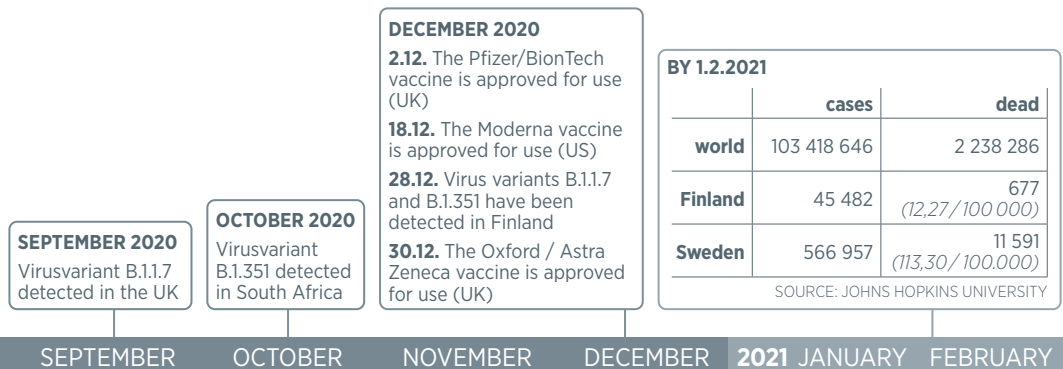 SEPTEMBER 2020
Virusvariant B.1.1.7
detected in the UK
OCTOBER 2020
Virusvariant
B.1.351 detected
in South Africa
DECEMBER 2020
2.12. The Pfizer/BionTech
vaccine is approved for use
(UK)
18.12. The Moderna vaccine
is approved for use (US)
28.12. Virus variants B.1.1.7
and B.1.351 have been
detected in Finland
30.12. The Oxford / Astra
Zeneca vaccine is approved
for use (UK)
BY 1.2.2021
cases dead
world 103 418 646 2 238 286
Finland 45 482 677
(12,27/100 000)
Sweden 566 957 11 591
(113,30/100.000)
SOURCE: JOHNS HOPKINS UNIVERSITY
SEPTEMBER OCTOBER NOVEMBER DECEMBER 2021 JANUARY FEBRUARY